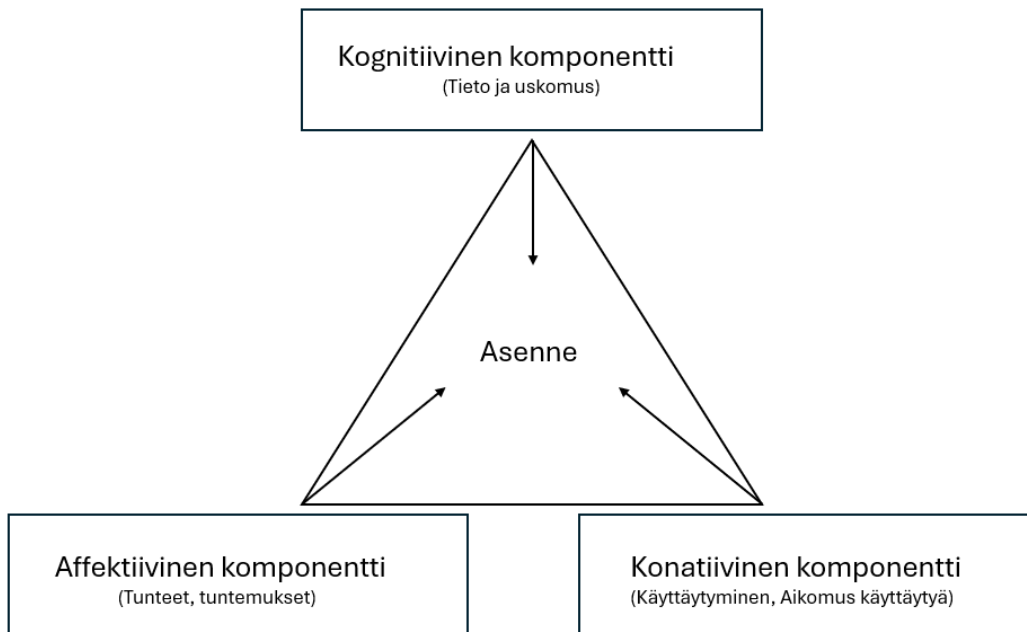 Kognitiivinen komponentti
(Tieto ja uskomus)
Asenne
Affektiivinen komponentti
(Tunteet, tuntemukset)
Konatiivinen komponentti
(Käyttäytyminen, Aikomus käyttäytyä)